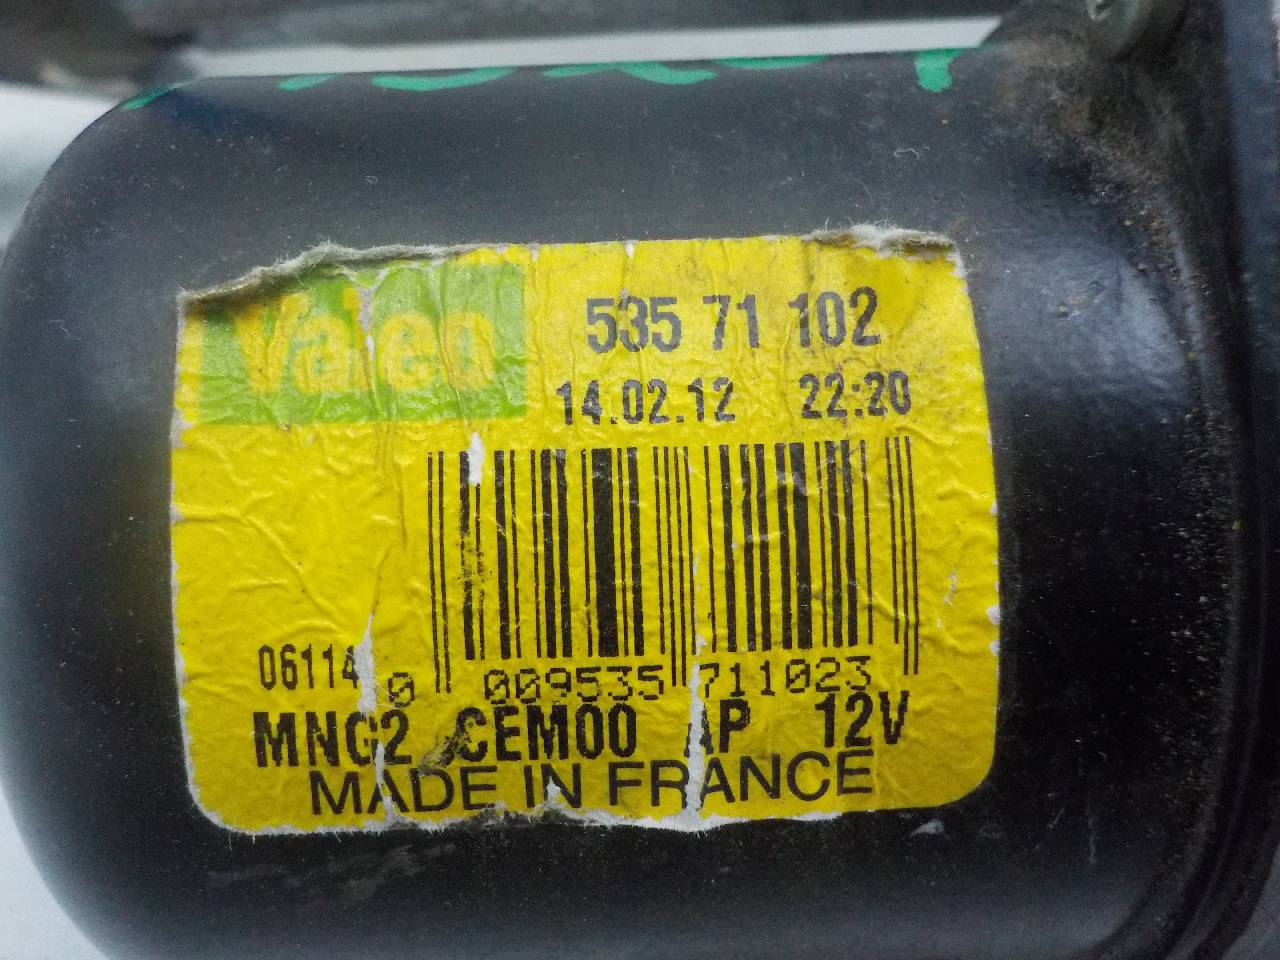 Valeo
535 71 102
14.02.12 22:20
06114
0 009535 711023
MNG2 CEM00 AP 12V
MADE IN FRANCE